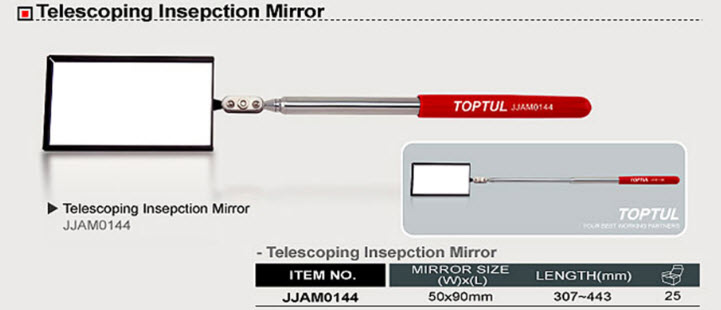 Telescoping Insepction Mirror
TOPTUL JJAM0144
▶ Telescoping Insepction Mirror
JJAM0144
TOPTUL
TOPTUL
YOUR BEST WORKING PARTNERS
- Telescoping Insepction Mirror
ITEM NO. MIRROR SIZE (W)x(L) LENGTH(mm)
JJAM0144 50x90mm 307~443 25